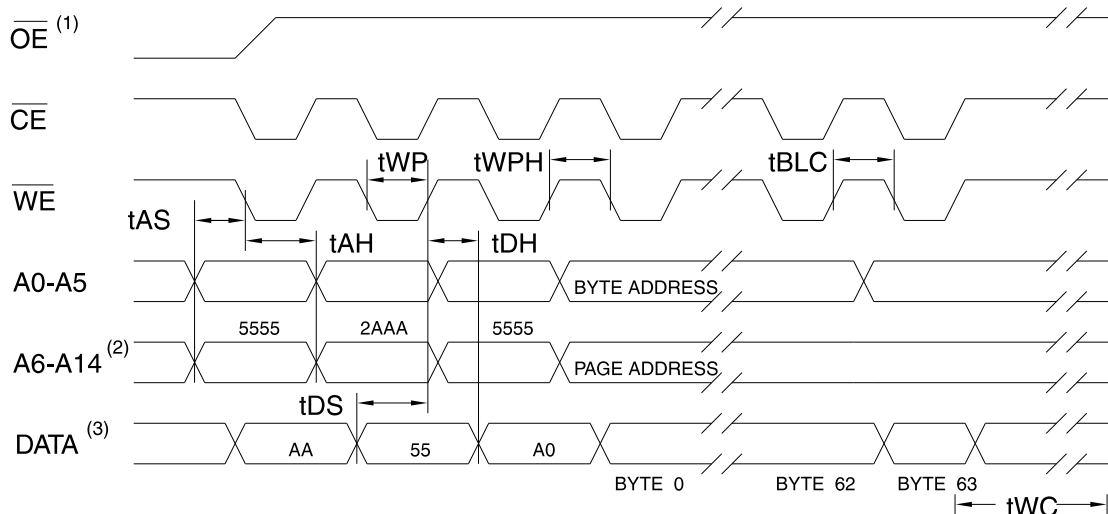 OE (1)
CE
tWP tWPH tBLC
WE
tAS
tAH tDH
A0-A5
BYTE ADDRESS
5555 2AAA 5555
A6-A14 (2)
PAGE ADDRESS
tDS
DATA (3)
AA 55 A0
BYTE 0 BYTE 62 BYTE 63
tWC